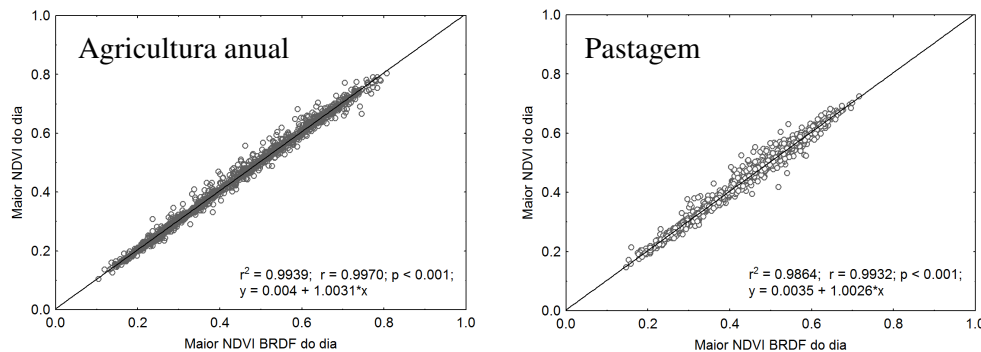 Agricultura anual
Maior NDVI do dia
1.0
0.8
0.6
0.4
0.2
0.0
r² = 0.9939; r = 0.9970; p < 0.001;
y = 0.004 + 1.0031*x
0.0 0.2 0.4 0.6 0.8 1.0
Maior NDVI BRDF do dia
Pastagem
Maior NDVI do dia
1.0
0.8
0.6
0.4
0.2
0.0
r² = 0.9864; r = 0.9932; p < 0.001;
y = 0.0035 + 1.0026*x
0.0 0.2 0.4 0.6 0.8 1.0
Maior NDVI BRDF do dia